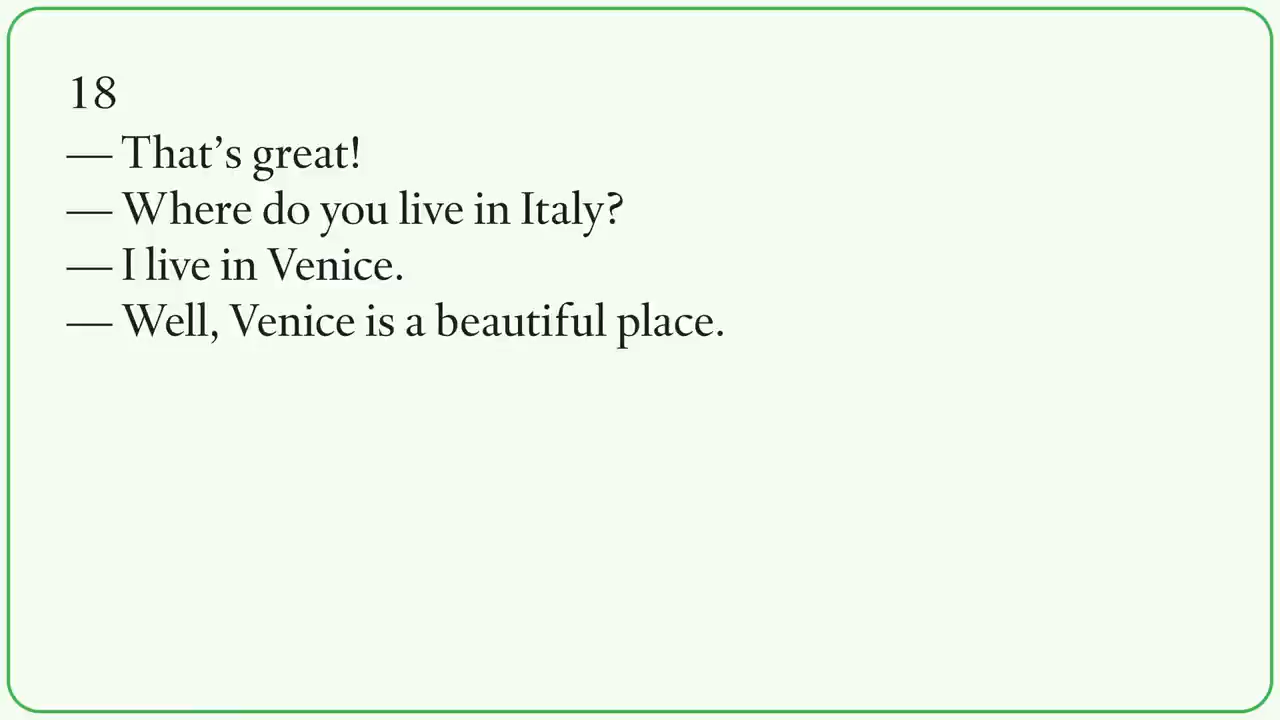 18
— That’s great!
— Where do you live in Italy?
— I live in Venice.
— Well, Venice is a beautiful place.